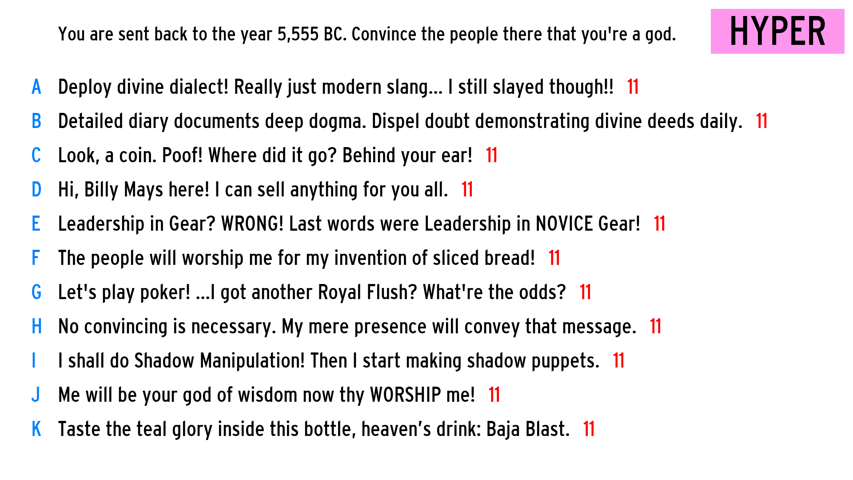 You are sent back to the year 5,555 BC. Convince the people there that you're a god.
HYPER
A Deploy divine dialect! Really just modern slang... I still slayed though!! 11
B Detailed diary documents deep dogma. Dispel doubt demonstrating divine deeds daily. 11
C Look, a coin. Poof! Where did it go? Behind your ear! 11
D Hi, Billy Mays here! I can sell anything for you all. 11
E Leadership in Gear? WRONG! Last words were Leadership in NOVICE Gear! 11
F The people will worship me for my invention of sliced bread! 11
G Let's play poker! ...I got another Royal Flush? What're the odds? 11
H No convincing is necessary. My mere presence will convey that message. 11
I I shall do Shadow Manipulation! Then I start making shadow puppets. 11
J Me will be your god of wisdom now thy WORSHIP me! 11
K Taste the teal glory inside this bottle, heaven’s drink: Baja Blast. 11